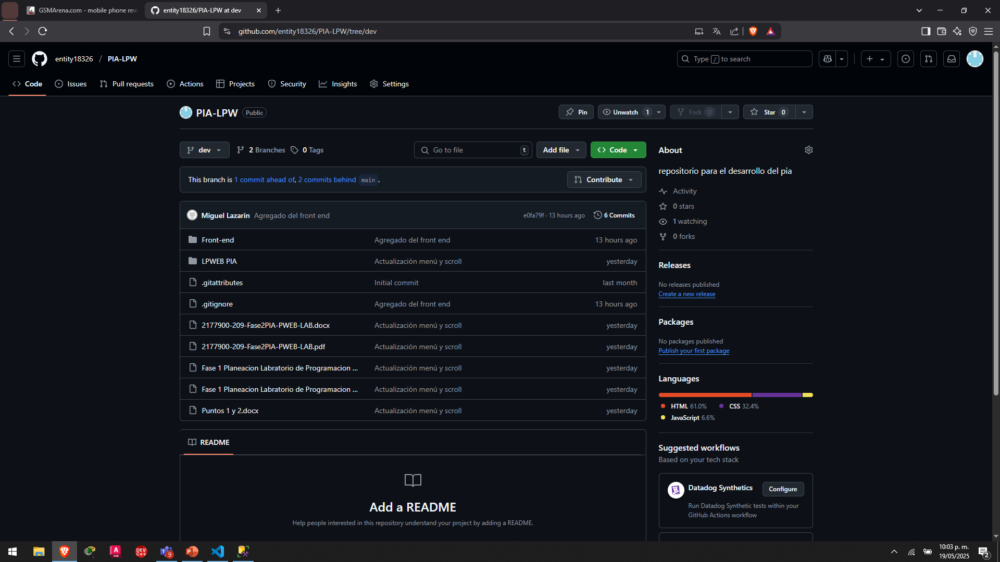 GSMArena.com - mobile phone revi
entity18326/PIA-LPW at dev
github.com/entity18326/PIA-LPW/tree/dev
entity18326 / PIA-LPW
Type / to search
Code
Issues
Pull requests
Actions
Projects
Security
Insights
Settings
PIA-LPW Public
Pin
Unwatch 1
Fork 0
Star 0
dev
2 Branches
0 Tags
Go to file t
Add file
Code
This branch is 1 commit ahead of, 2 commits behind main .
Contribute
Miguel Lazarin Agregado del front end e0fa79f · 13 hours ago 6 Commits
Front-end Agregado del front end 13 hours ago
LPWEB PIA Actualización menú y scroll yesterday
.gitattributes Initial commit last month
.gitignore Agregado del front end 13 hours ago
2177900-209-Fase2PIA-PWEB-LAB.docx Actualización menú y scroll yesterday
2177900-209-Fase2PIA-PWEB-LAB.pdf Actualización menú y scroll yesterday
Fase 1 Planeacion Labratorio de Programacion ... Actualización menú y scroll yesterday
Fase 1 Planeacion Labratorio de Programacion ... Actualización menú y scroll yesterday
Puntos 1 y 2.docx Actualización menú y scroll yesterday
README
Add a README
Help people interested in this repository understand your project by adding a README.
About
repositorio para el desarrollo del pia
Activity
0 stars
1 watching
0 forks
Releases
No releases published
Create a new release
Packages
No packages published
Publish your first package
Languages
HTML 61.0%
CSS 32.4%
JavaScript 6.6%
Suggested workflows
Based on your tech stack
Datadog Synthetics
Configure
Run Datadog Synthetic tests within your
GitHub Actions workflow
A
CAD
DEV
C++
T
9
P
10:03 p. m.
19/05/2025
2